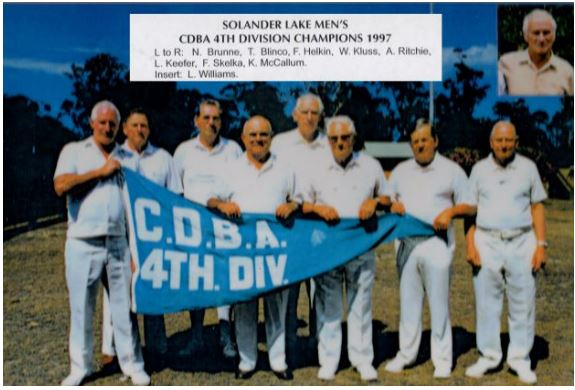 SOLANDER LAKE MEN'S
CDBA 4TH DIVISION CHAMPIONS 1997
L to R: N. Brunne, T. Blinco, F. Helkin, W. Kluss, A. Ritchie,
L. Keefer, F. Skelka, K. McCallum.
Insert: L. Williams.
C.D.B.A.
4TH. DIV.